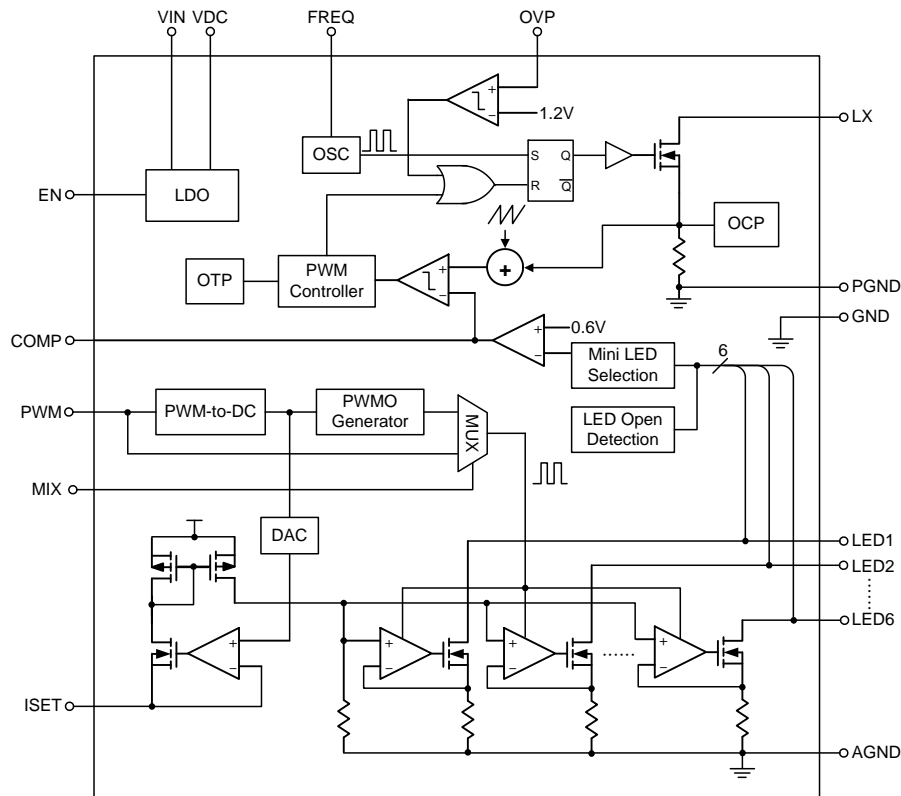 VIN VDC FREQ OVP
+
−
1.2V
LX
OSC
S Q
R Q
EN
LDO
OCP
OTP
PWM
Controller
+
−
+
PGND
GND
COMP
+
−
0.6V
Mini LED
Selection
6
PWM
PWM-to-DC
PWMO
Generator
MUX
LED Open
Detection
MIX
DAC
LED1
LED2
LED6
+
−
+
−
+
−
+
−
ISET
AGND